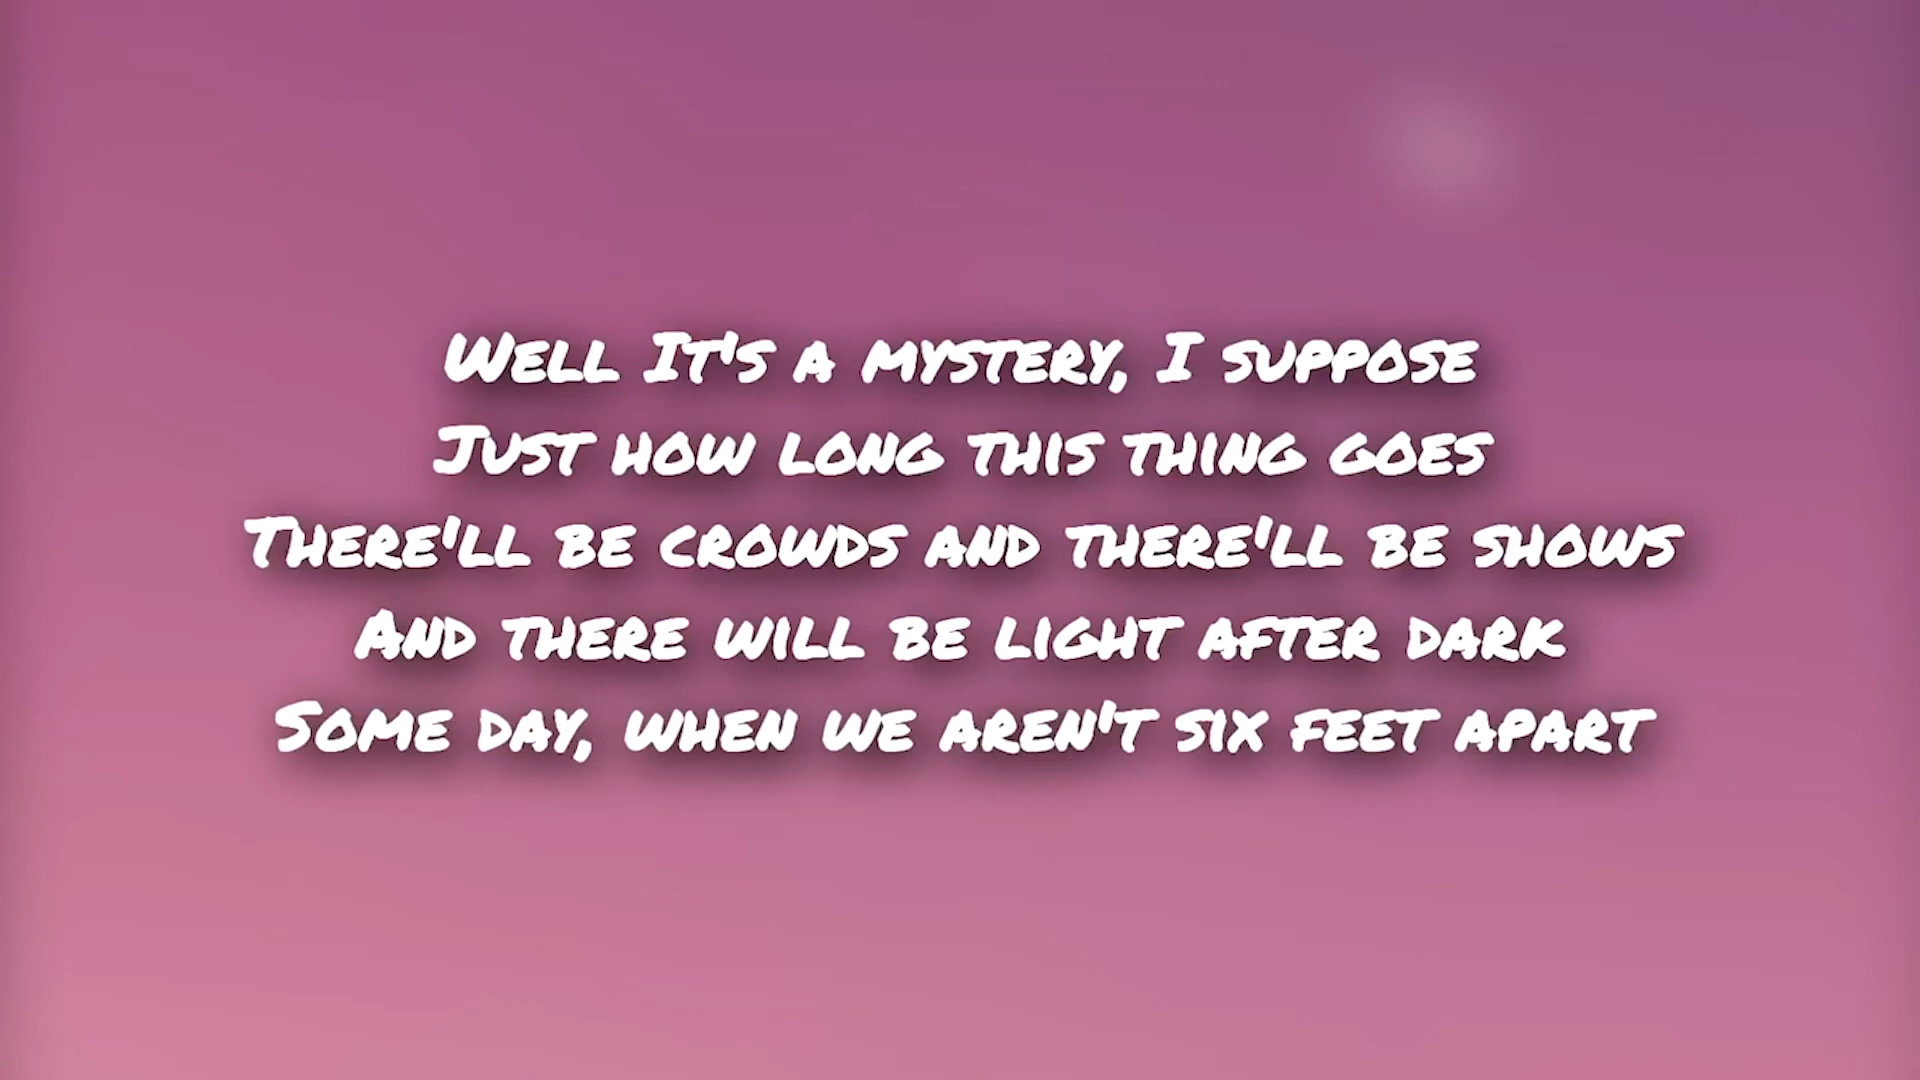 Well It's a mystery, I suppose
Just how long this thing goes
There'll be crowds and there'll be shows
And there will be light after dark
Some day, when we aren't six feet apart